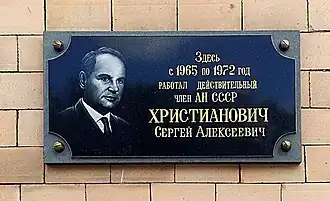 Здесь
с 1965 по 1972 год
работал действительный
член АН СССР
ХРИСТИАНОВИЧ
Сергей Алексеевич